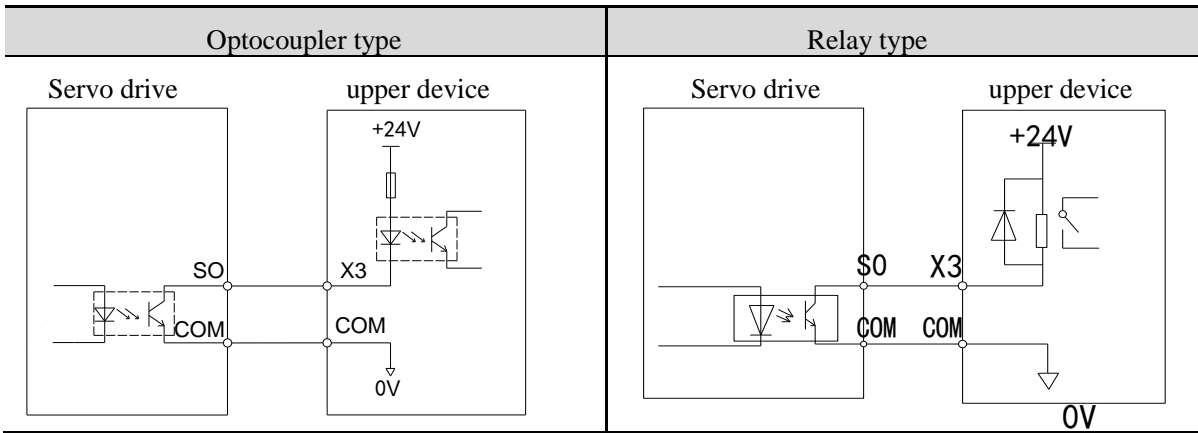 Optocoupler type
Relay type
Servo drive
upper device
+24V
SO
X3
COM
COM
0V
Servo drive
upper device
+24V
SO
X3
COM
COM
0V